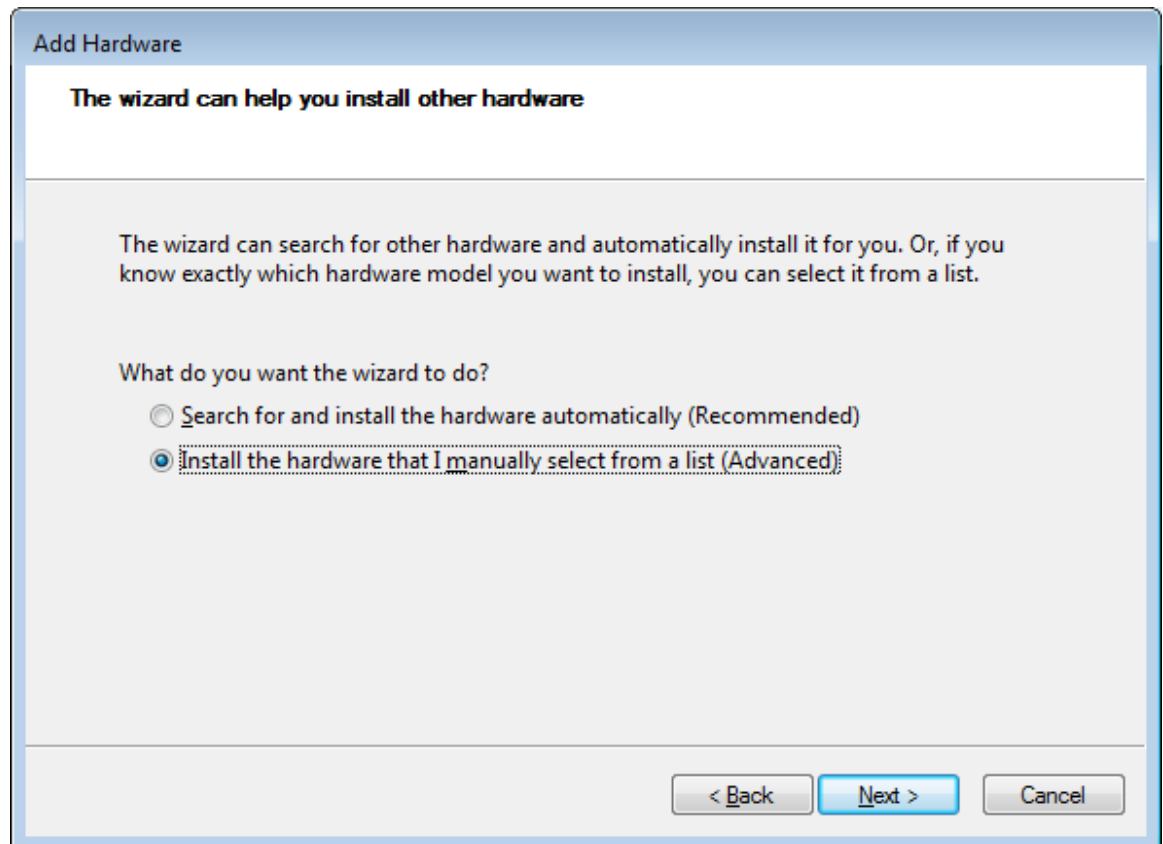 Add Hardware
The wizard can help you install other hardware
The wizard can search for other hardware and automatically install it for you. Or, if you
know exactly which hardware model you want to install, you can select it from a list.
What do you want the wizard to do?
Search for and install the hardware automatically (Recommended)
Install the hardware that I manually select from a list (Advanced)
< Back Next > Cancel